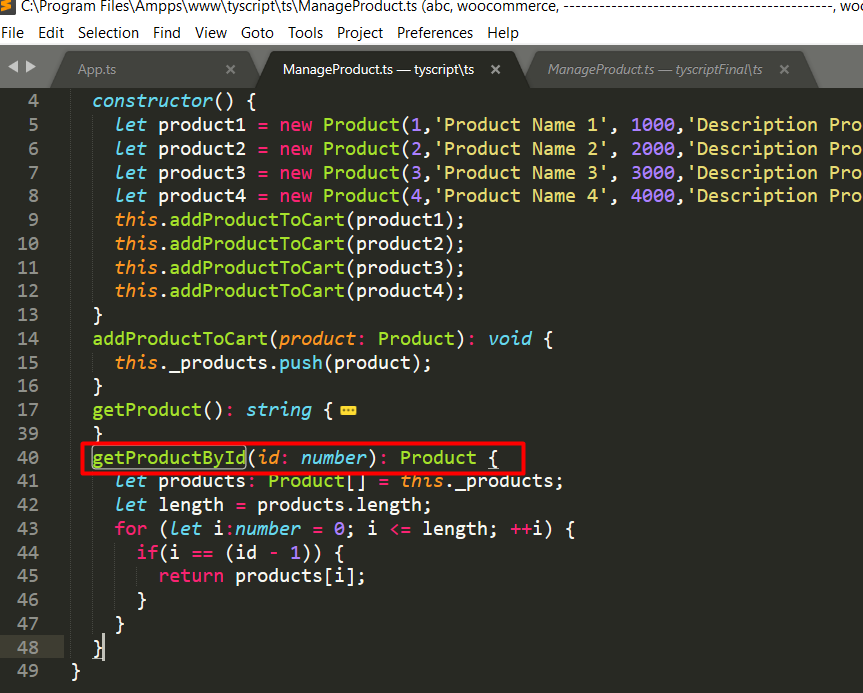 C:\Program Files\Ampps\www\tyscript\ts\ManageProduct.ts (abc, woocommerce, ----------------------------------------------, woo
File Edit Selection Find View Goto Tools Project Preferences Help
App.ts × ManageProduct.ts — tyscript\ts × ManageProduct.ts — tyscriptFinal\ts ×
4 constructor() {
5 let product1 = new Product(1,'Product Name 1', 1000,'Description Pro
6 let product2 = new Product(2,'Product Name 2', 2000,'Description Pro
7 let product3 = new Product(3,'Product Name 3', 3000,'Description Pro
8 let product4 = new Product(4,'Product Name 4', 4000,'Description Pro
9 this.addProductToCart(product1);
10 this.addProductToCart(product2);
11 this.addProductToCart(product3);
12 this.addProductToCart(product4);
13 }
14 addProductToCart(product: Product): void {
15 this._products.push(product);
16 }
17 getProduct(): string {
39 }
40 getProductById(id: number): Product {
41 let products: Product[] = this._products;
42 let length = products.length;
43 for (let i:number = 0; i <= length; ++i) {
44 if(i == (id - 1)) {
45 return products[i];
46 }
47 }
48 }
49 }